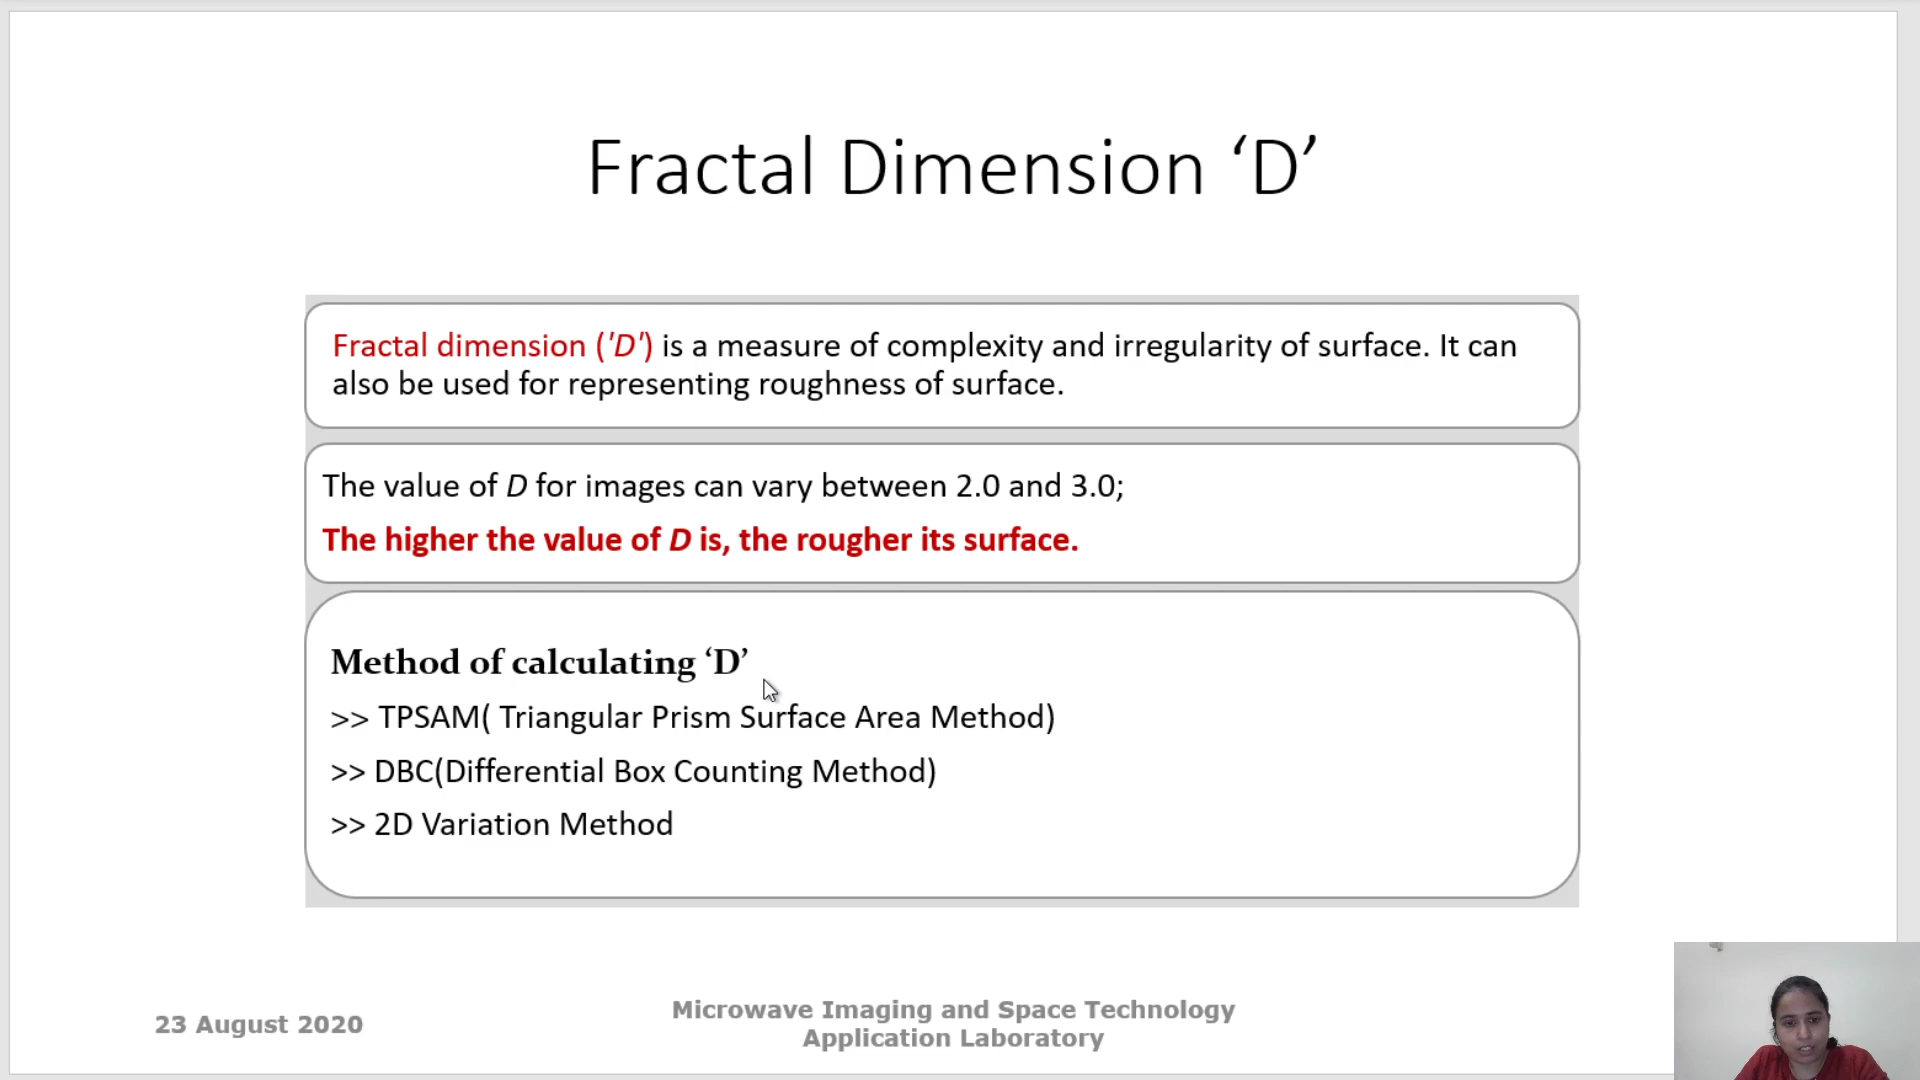 Fractal Dimension ‘D’
Fractal dimension ('D') is a measure of complexity and irregularity of surface. It can
also be used for representing roughness of surface.
The value of D for images can vary between 2.0 and 3.0;
The higher the value of D is, the rougher its surface.
Method of calculating ‘D’
>> TPSAM( Triangular Prism Surface Area Method)
>> DBC(Differential Box Counting Method)
>> 2D Variation Method
23 August 2020
Microwave Imaging and Space Technology
Application Laboratory